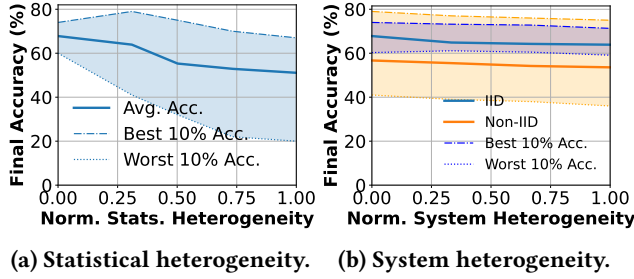 80
60
40
20
0
Final Accuracy (%)
Avg. Acc.
Best 10% Acc.
Worst 10% Acc.
0.00 0.25 0.50 0.75 1.00
Norm. Stats. Heterogeneity
(a) Statistical heterogeneity.
80
60
40
20
0
Final Accuracy (%)
IID
Non-IID
Best 10% Acc.
Worst 10% Acc.
0.00 0.25 0.50 0.75 1.00
Norm. System Heterogeneity
(b) System heterogeneity.